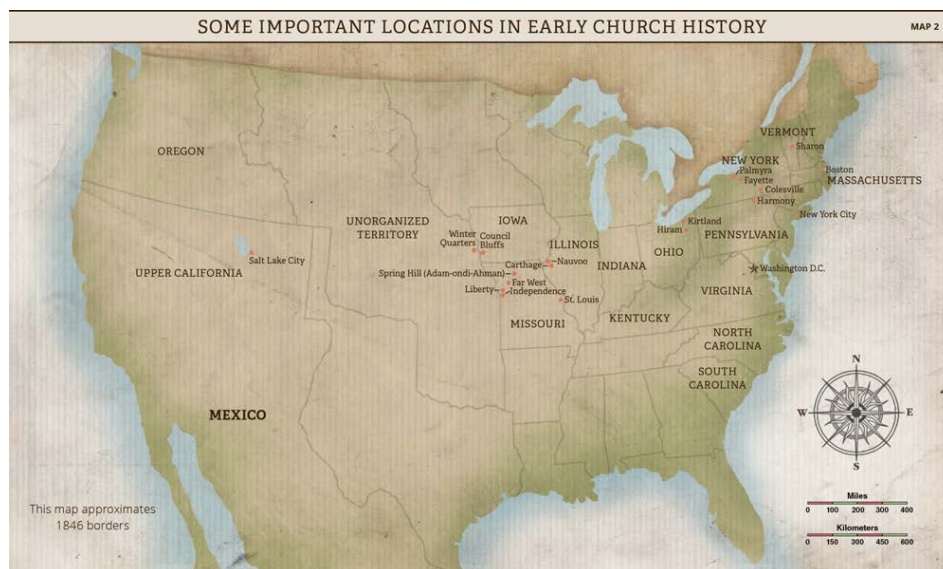 SOME IMPORTANT LOCATIONS IN EARLY CHURCH HISTORY
MAP 2
OREGON
VERMONT
Sharon
NEW YORK
Palmyra
Fayette
Boston
MASSACHUSETTS
Colesville
Harmony
New York City
UNORGANIZED
TERRITORY
IOWA
Winter
Quarters
Council
Bluffs
Kirtland
Hiram
PENNSYLVANIA
OHIO
ILLINOIS
Nauvoo
Carthage
INDIANA
Salt Lake City
UPPER CALIFORNIA
Spring Hill (Adam-ondi-Ahman)
Far West
Liberty
Independence
St. Louis
Washington D.C.
VIRGINIA
MISSOURI
KENTUCKY
NORTH
CAROLINA
SOUTH
CAROLINA
MEXICO
N
W
E
S
This map approximates
1846 borders
Miles
0 100 200 300 400
Kilometers
0 150 300 450 600